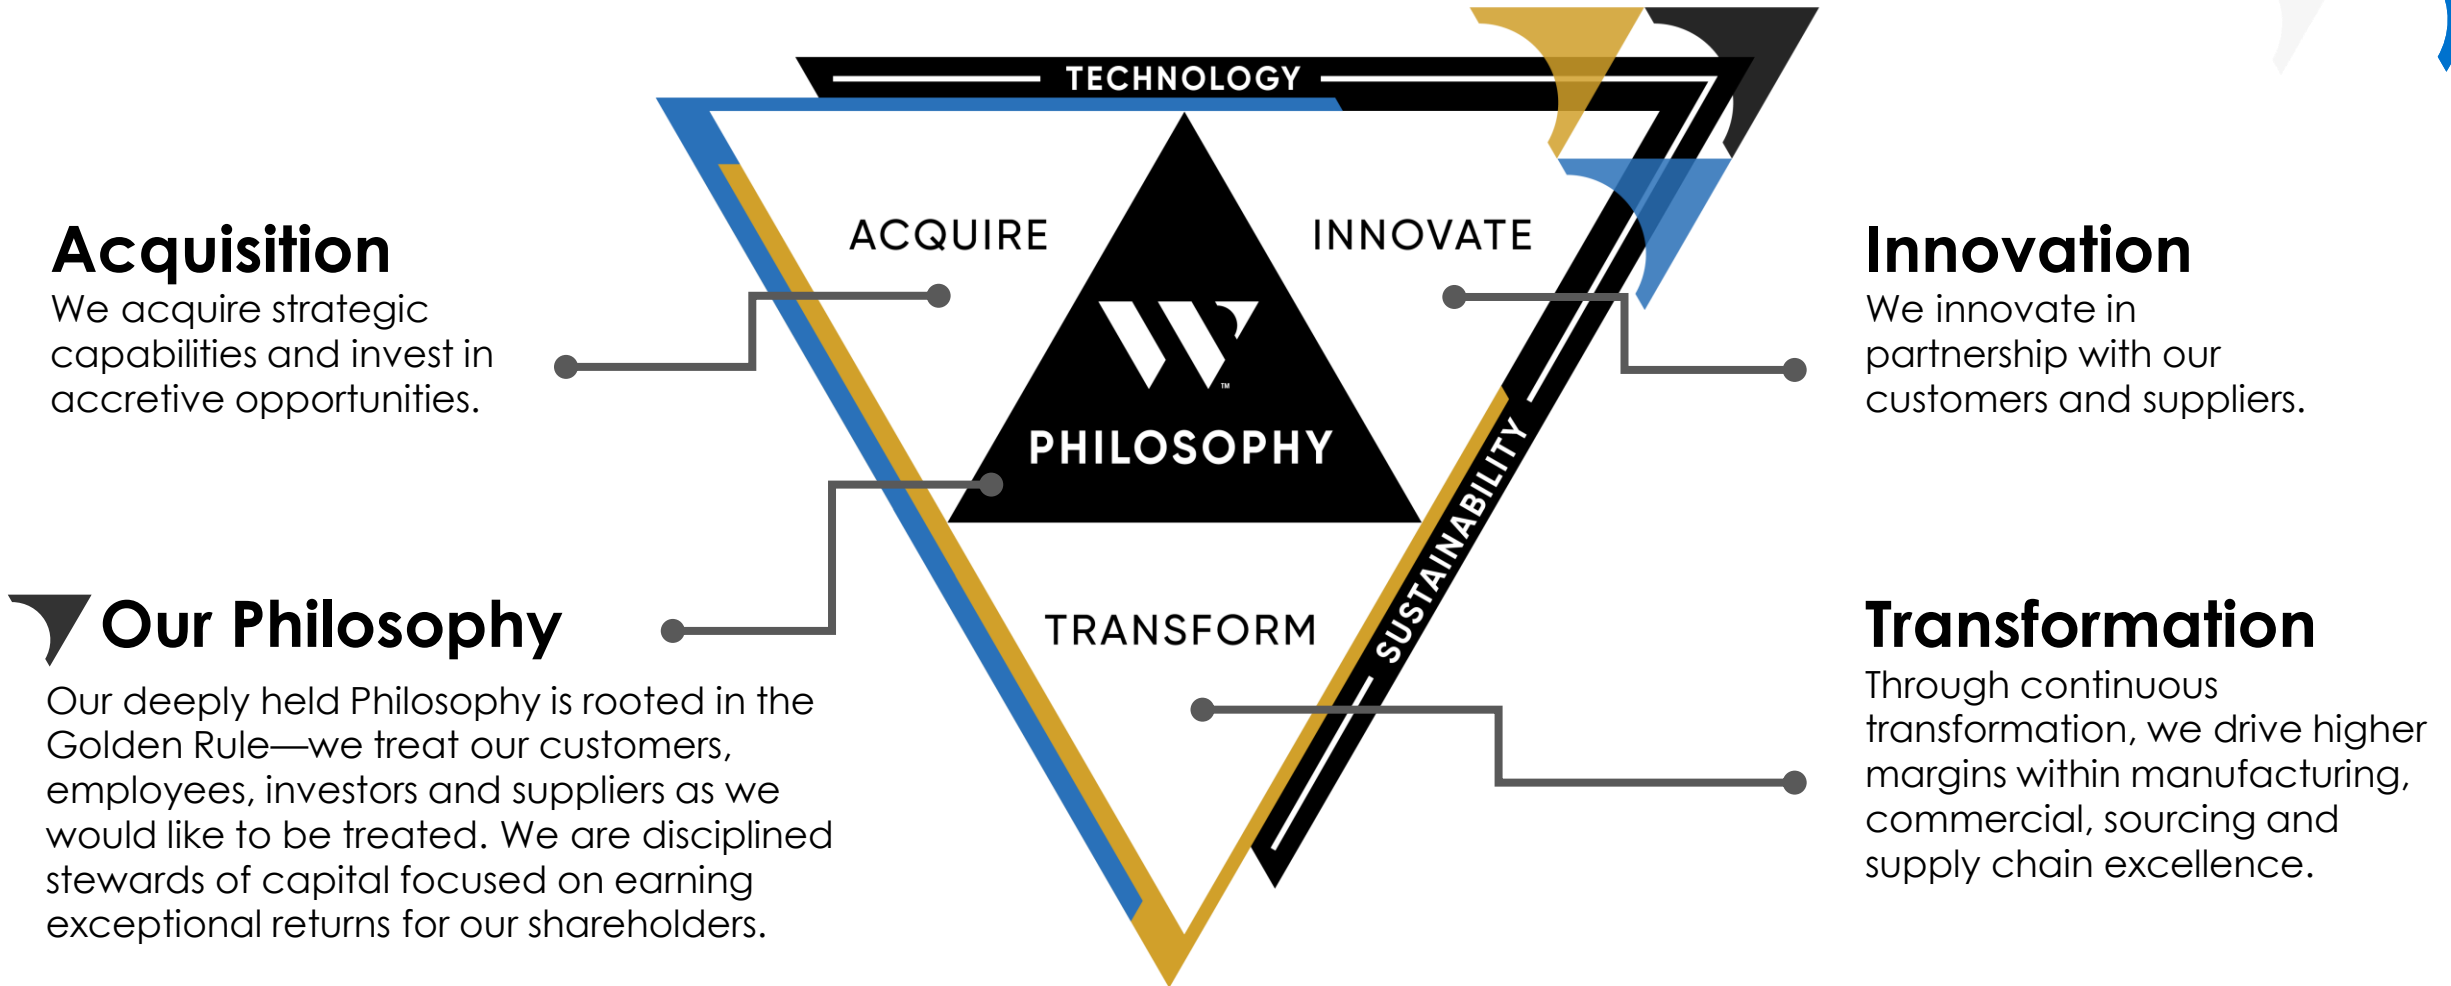 TECHNOLOGY
ACQUIRE
INNOVATE
W
™
PHILOSOPHY
SUSTAINABILITY
TRANSFORM
Acquisition
We acquire strategic
capabilities and invest in
accretive opportunities.
Our Philosophy
Our deeply held Philosophy is rooted in the
Golden Rule—we treat our customers,
employees, investors and suppliers as we
would like to be treated. We are disciplined
stewards of capital focused on earning
exceptional returns for our shareholders.
Innovation
We innovate in
partnership with our
customers and suppliers.
Transformation
Through continuous
transformation, we drive higher
margins within manufacturing,
commercial, sourcing and
supply chain excellence.